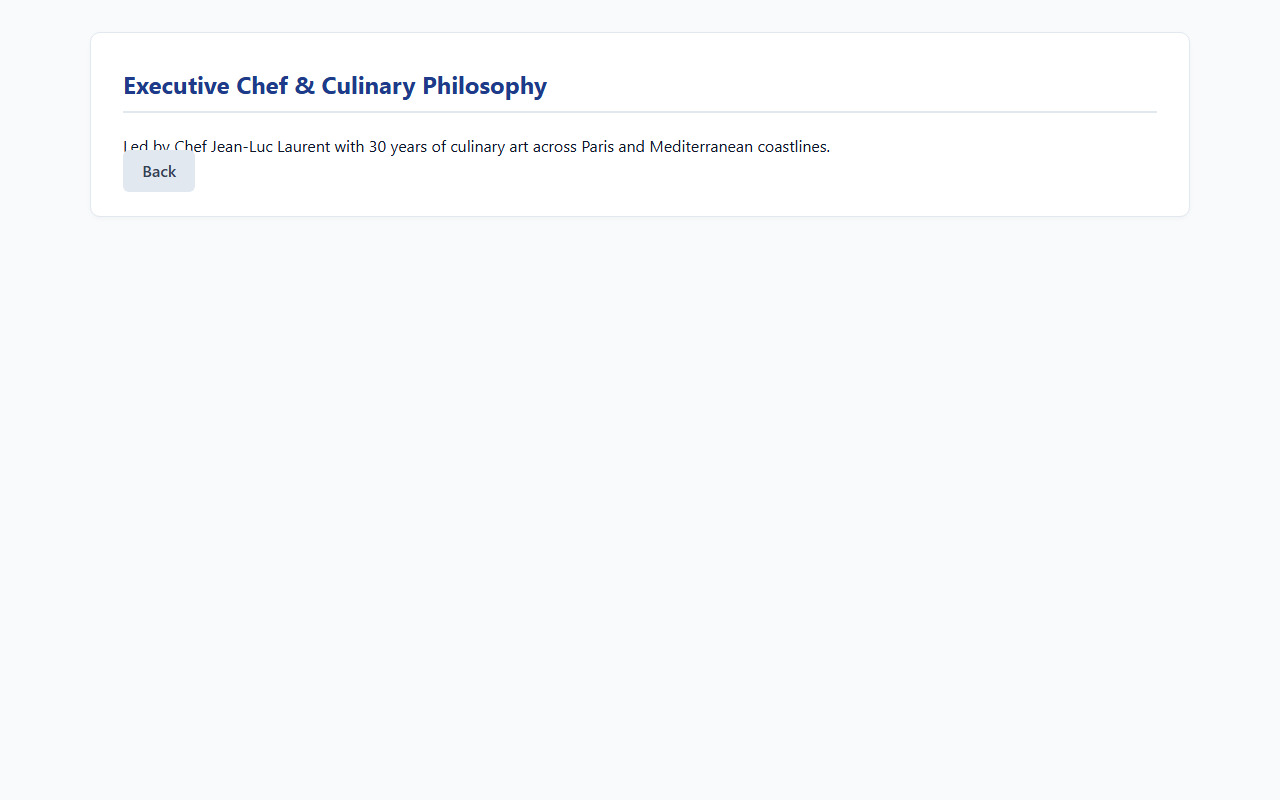 Executive Chef & Culinary Philosophy
Led by Chef Jean-Luc Laurent with 30 years of culinary art across Paris and Mediterranean coastlines.
Back